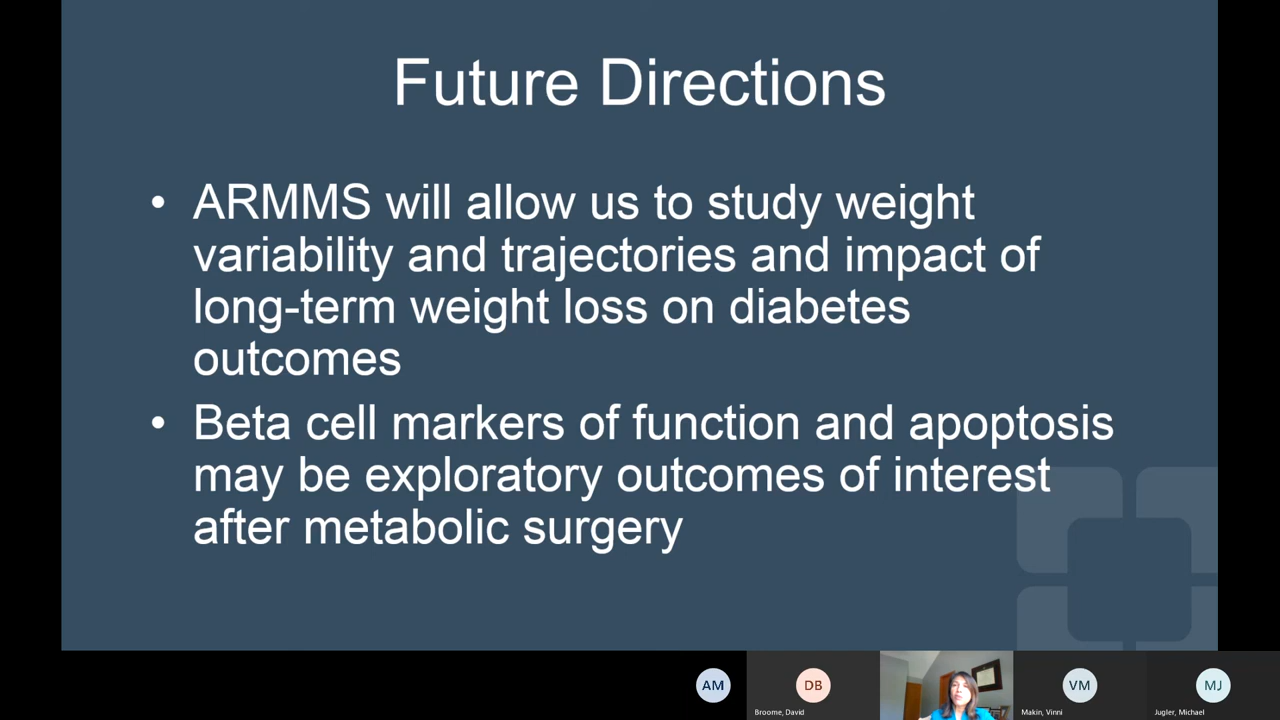 Future Directions
• ARMMS will allow us to study weight
variability and trajectories and impact of
long-term weight loss on diabetes
outcomes
• Beta cell markers of function and apoptosis
may be exploratory outcomes of interest
after metabolic surgery
AM
DB
VM
MJ
Broome, David
Makin, Vinni
Jugler, Michael